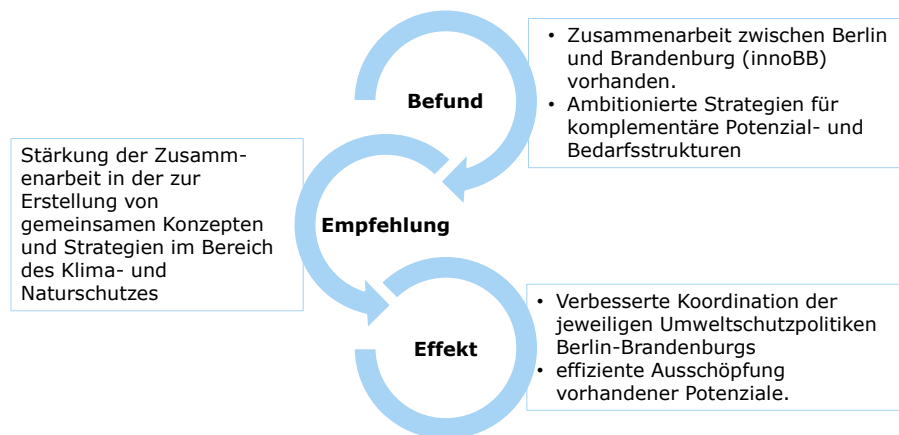 Befund
• Zusammenarbeit zwischen Berlin
und Brandenburg (innoBB)
vorhanden.
• Ambitionierte Strategien für
komplementäre Potenzial- und
Bedarfsstrukturen
Empfehlung
Stärkung der Zusamm-
enarbeit in der zur
Erstellung von
gemeinsamen Konzepten
und Strategien im Bereich
des Klima- und
Naturschutzes
Effekt
• Verbesserte Koordination der
jeweiligen Umweltschutzpolitiken
Berlin-Brandenburgs
• effiziente Ausschöpfung
vorhandener Potenziale.